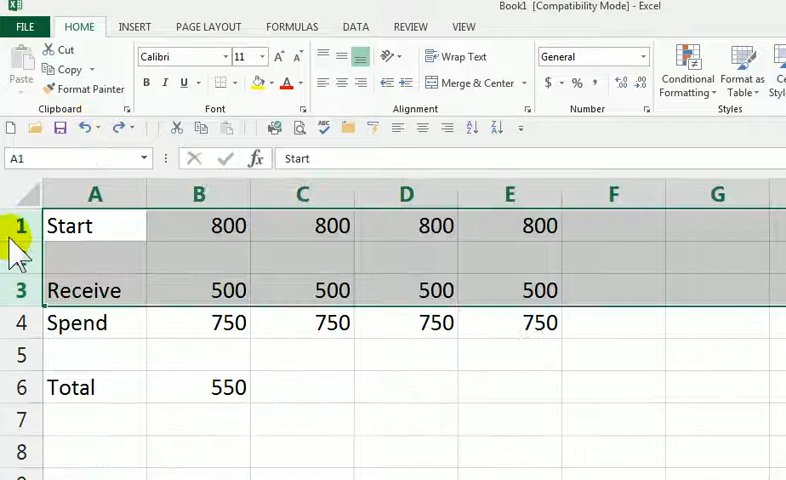 Book1 [Compatibility Mode] - Excel
FILE HOME INSERT PAGE LAYOUT FORMULAS DATA REVIEW VIEW
Cut
Calibri 11 A A Wrap Text General
Paste Copy
Format Painter B I U A Merge & Center $ % , Conditional Formatting Format as Table
Clipboard Font Alignment Number Styles
A1 fx Start
A B C D E F G
1 Start 800 800 800 800
3 Receive 500 500 500 500
4 Spend 750 750 750 750
5
6 Total 550
7
8